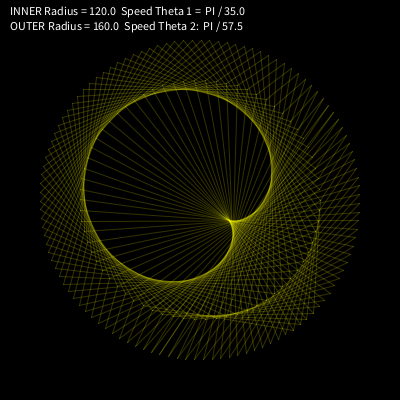 INNER Radius = 120.0 Speed Theta 1 = PI / 35.0
OUTER Radius = 160.0 Speed Theta 2: PI / 57.5